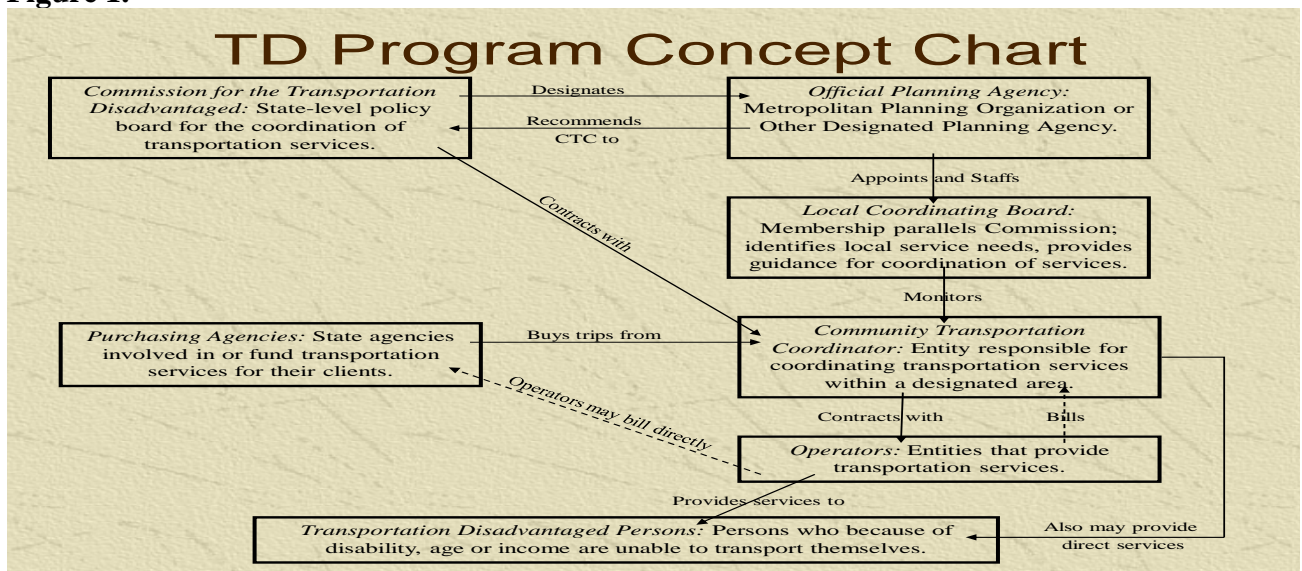 Figure 1.
TD Program Concept Chart
Commission for the Transportation
Disadvantaged: State-level policy
board for the coordination of
transportation services.
Designates
Recommends
CTC to
Official Planning Agency:
Metropolitan Planning Organization or
Other Designated Planning Agency.
Appoints and Staffs
Contracts with
Local Coordinating Board:
Membership parallels Commission;
identifies local service needs, provides
guidance for coordination of services.
Monitors
Purchasing Agencies: State agencies
involved in or fund transportation
services for their clients.
Buys trips from
Community Transportation
Coordinator: Entity responsible for
coordinating transportation services
within a designated area.
Operators may bill directly
Contracts with
Bills
Operators: Entities that provide
transportation services.
Provides services to
Transportation Disadvantaged Persons: Persons who because of
disability, age or income are unable to transport themselves.
Also may provide
direct services